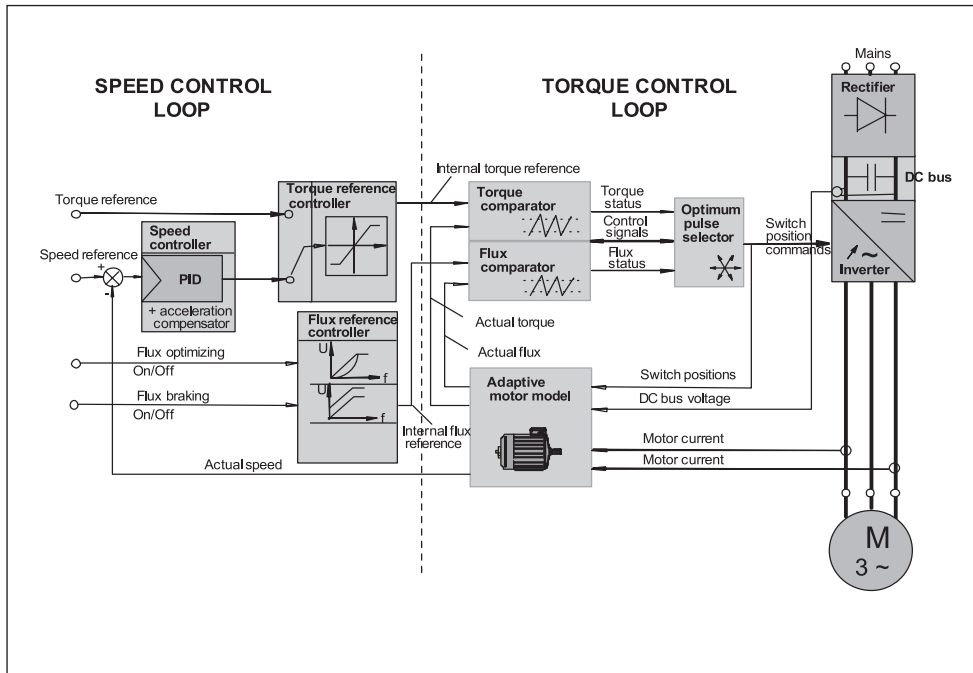 SPEED CONTROL
LOOP
TORQUE CONTROL
LOOP
Mains
Rectifier
DC bus
Internal torque reference
Torque reference
controller
Torque
comparator
Torque
status
Control
signals
Flux
status
Optimum
pulse
selector
Switch
position
commands
Inverter
Torque reference
Speed
controller
Speed reference
+
-
PID
+ acceleration
compensator
Flux
comparator
Actual torque
Actual flux
Flux reference
controller
U
f
U
f
Flux optimizing
On/Off
Flux braking
On/Off
Internal flux
reference
Adaptive
motor model
Switch positions
DC bus voltage
Motor current
Motor current
Actual speed
M
3 ~